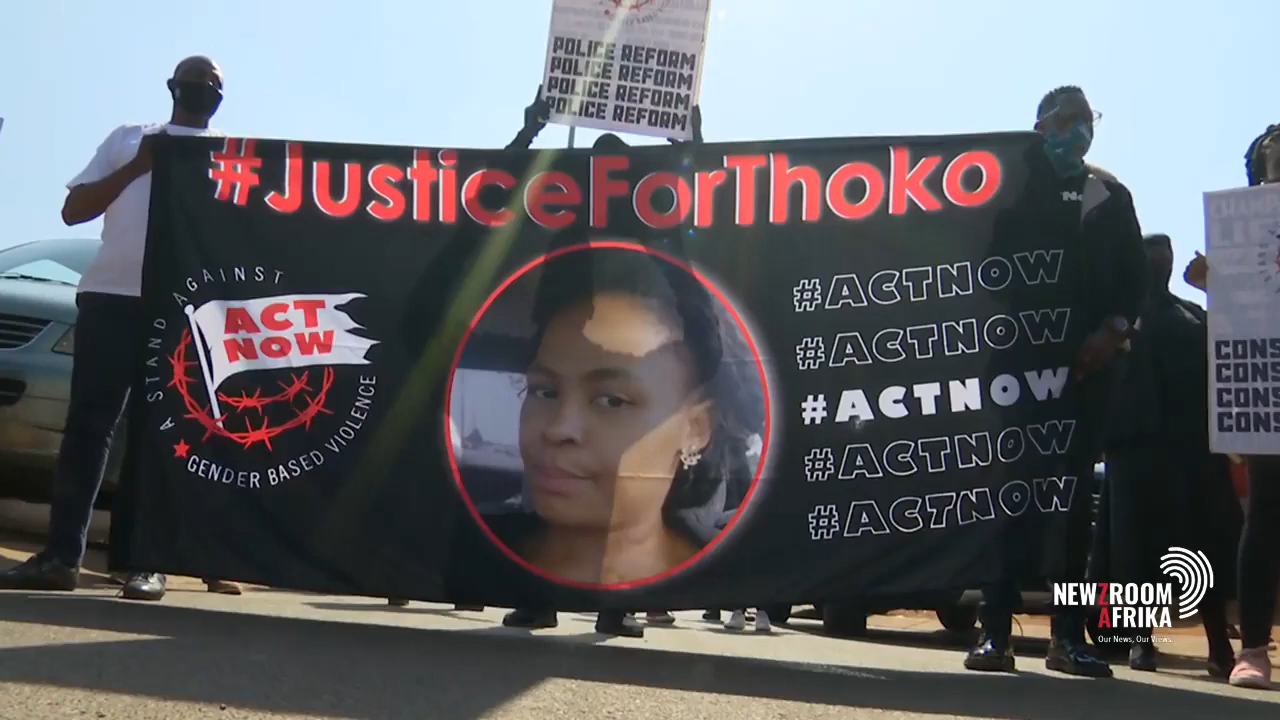 POLICE REFORM
POLICE REFORM
POLICE REFORM
POLICE REFORM
#JusticeForThoko
A STAND AGAINST
GENDER BASED VIOLENCE
ACT
NOW
#ACTNOW
#ACTNOW
#ACTNOW
#ACTNOW
#ACTNOW
CONS
CONS
CONS
CONS
NEWZROOM
AFRIKA
Our News, Our Views.